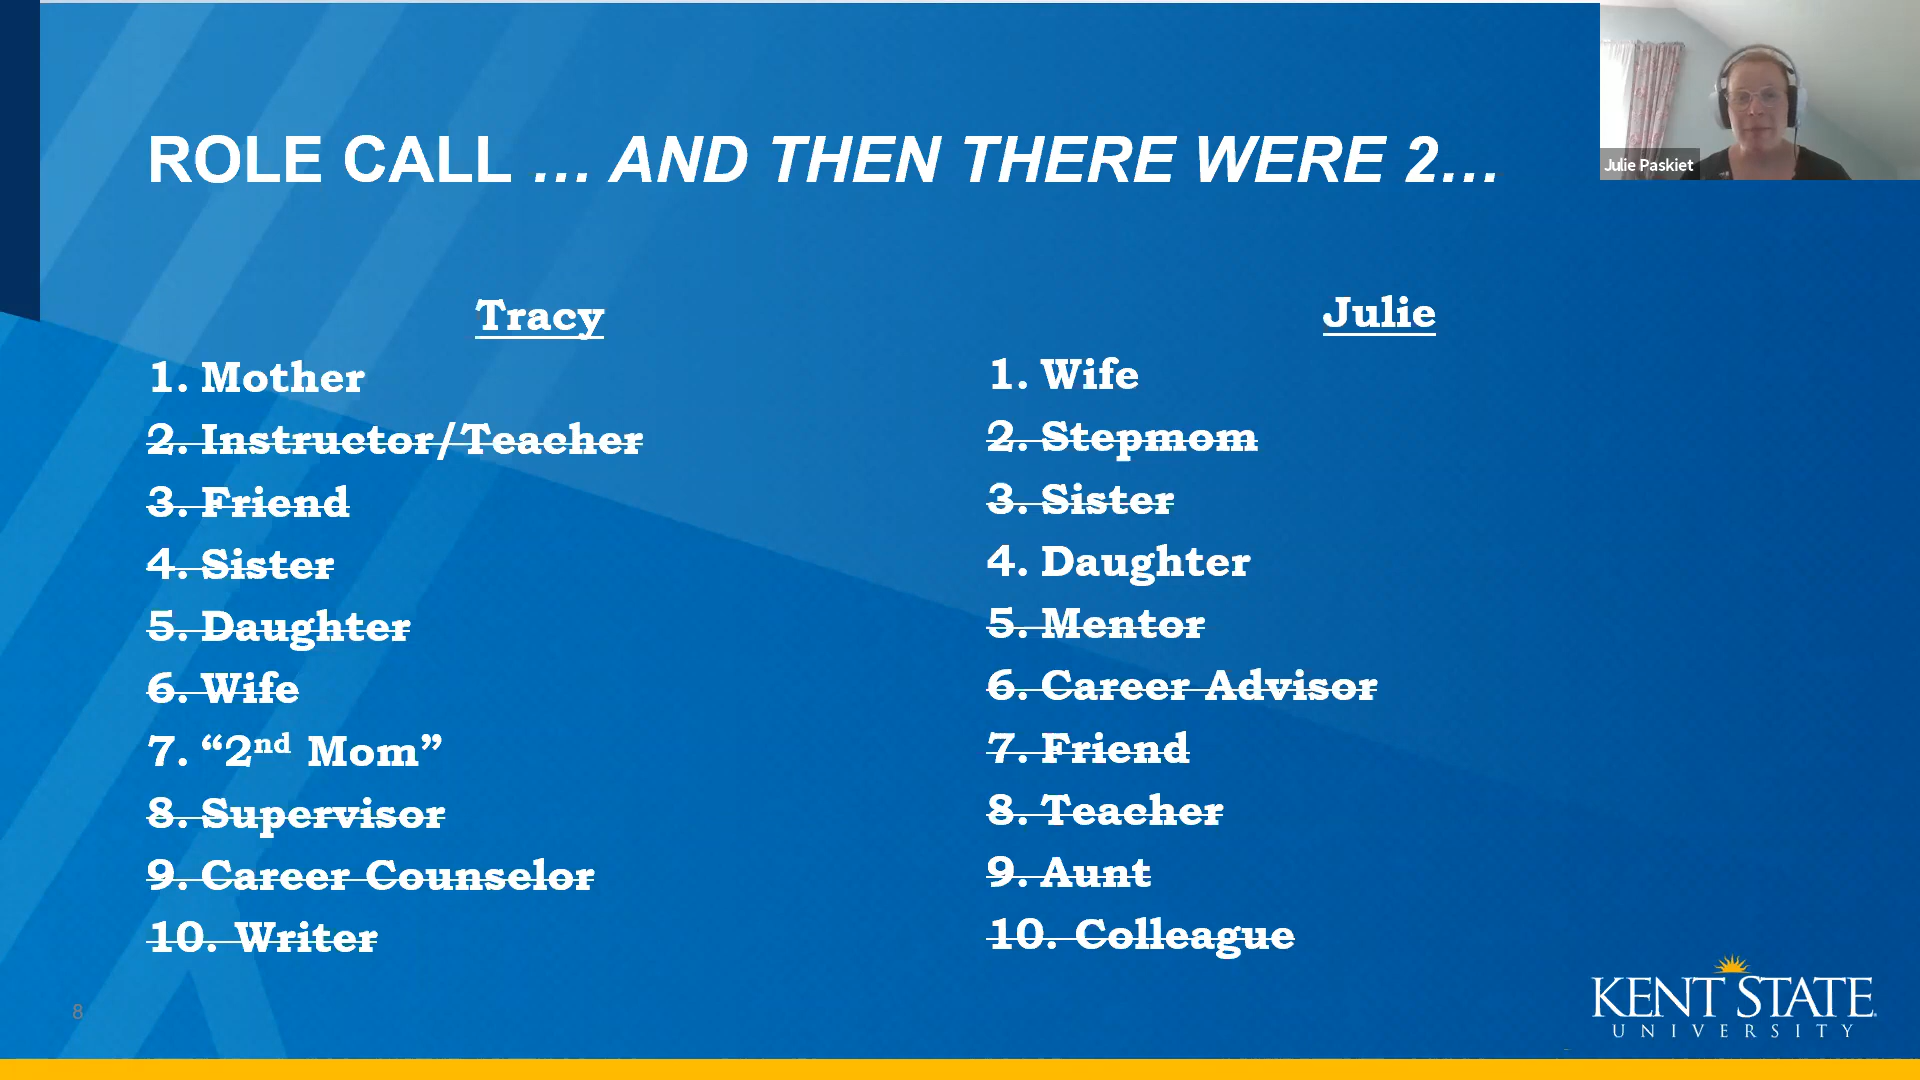 ROLE CALL … AND THEN THERE WERE 2…
Julie Paskiet
Tracy
1. Mother
2. Instructor/Teacher
3. Friend
4. Sister
5. Daughter
6. Wife
7. “2nd Mom”
8. Supervisor
9. Career Counselor
10. Writer
Julie
1. Wife
2. Stepmom
3. Sister
4. Daughter
5. Mentor
6. Career Advisor
7. Friend
8. Teacher
9. Aunt
10. Colleague
8
KENT STATE
UNIVERSITY